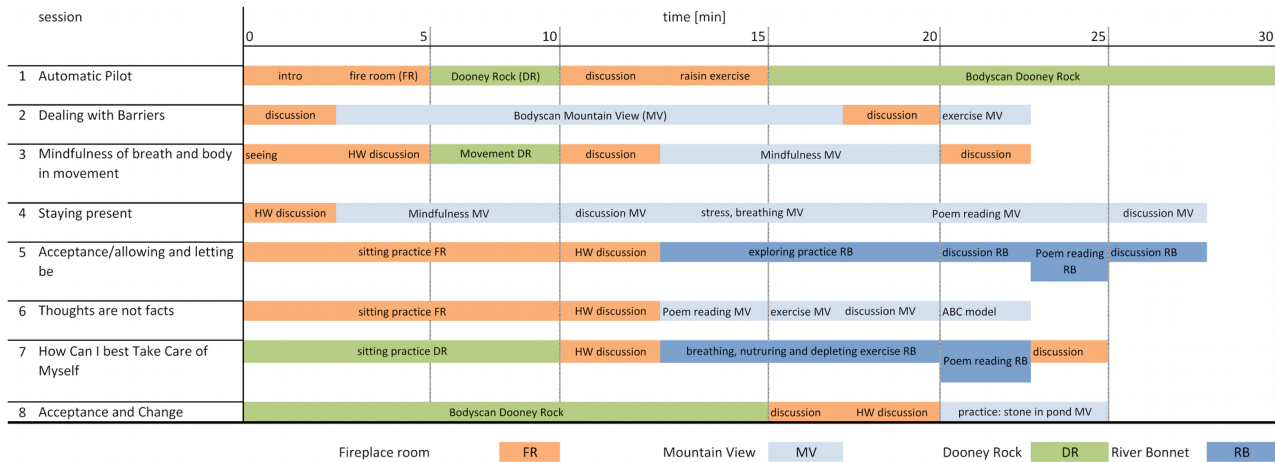 session time [min]
0 5 10 15 20 25 30
1 Automatic Pilot intro fire room (FR) Dooney Rock (DR) discussion raisin exercise Bodyscan Dooney Rock
2 Dealing with Barriers discussion Bodyscan Mountain View (MV) discussion exercise MV
3 Mindfulness of breath and body seeing HW discussion Movement DR discussion Mindfulness MV discussion
in movement
4 Staying present HW discussion Mindfulness MV discussion MV stress, breathing MV Poem reading MV discussion MV
5 Acceptance/allowing and letting sitting practice FR HW discussion exploring practice RB discussion RB Poem reading discussion RB
be RB
6 Thoughts are not facts sitting practice FR HW discussion Poem reading MV exercise MV discussion MV ABC model
7 How Can I best Take Care of sitting practice DR HW discussion breathing, nutruring and depleting exercise RB Poem reading RB discussion
Myself
8 Acceptance and Change Bodyscan Dooney Rock discussion HW discussion practice: stone in pond MV
Fireplace room FR Mountain View MV Dooney Rock DR River Bonnet RB